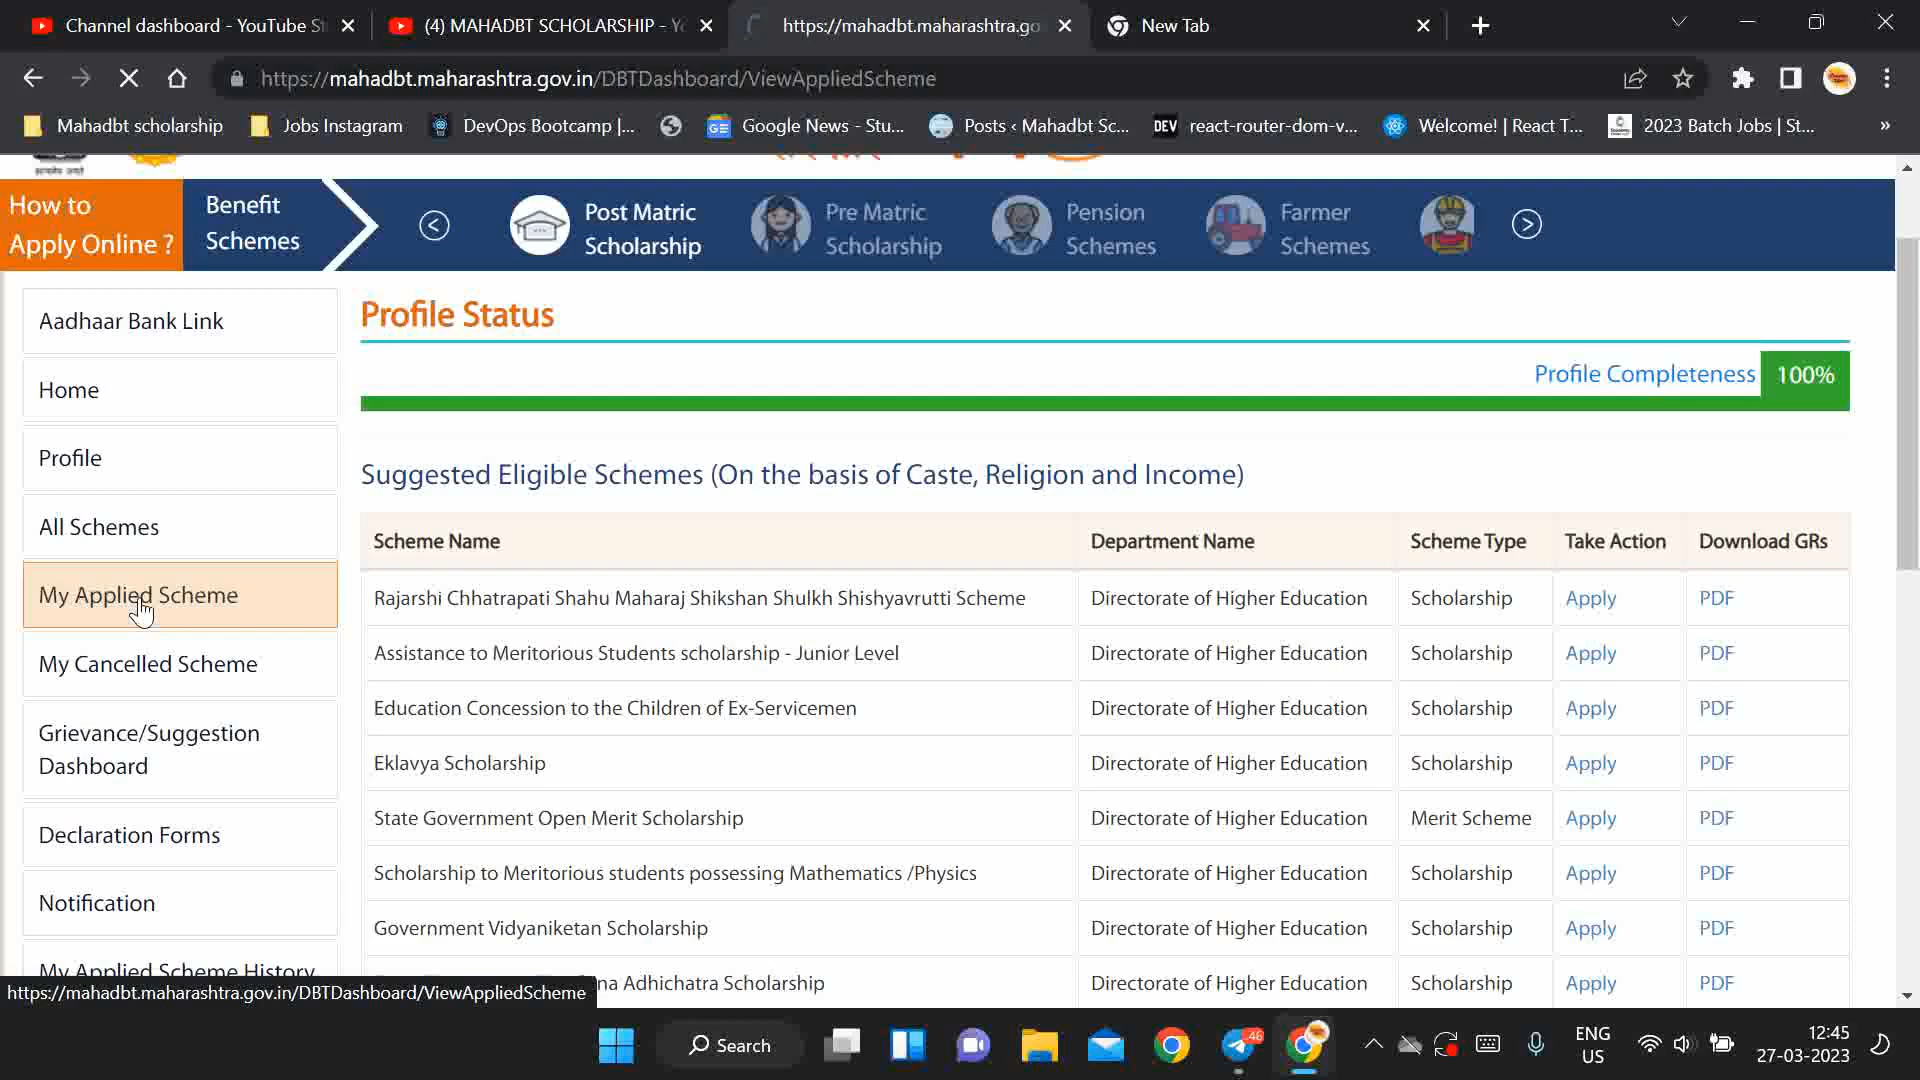 Channel dashboard - YouTube St
(4) MAHADBT SCHOLARSHIP - Yo
https://mahadbt.maharashtra.go
New Tab
https://mahadbt.maharashtra.gov.in/DBTDashboard/ViewAppliedScheme
Mahadbt scholarship
Jobs Instagram
DevOps Bootcamp |...
Google News - Stu...
Posts ‹ Mahadbt Sc...
DEV
react-router-dom-v...
Welcome! | React T...
2023 Batch Jobs | St...
»
How to
Apply Online ?
Benefit
Schemes
Post Matric
Scholarship
Pre Matric
Scholarship
Pension
Schemes
Farmer
Schemes
Aadhaar Bank Link
Home
Profile
All Schemes
My Applied Scheme
My Cancelled Scheme
Grievance/Suggestion
Dashboard
Declaration Forms
Notification
My Applied Scheme History
Profile Status
Profile Completeness 100%
Suggested Eligible Schemes (On the basis of Caste, Religion and Income)
Scheme Name Department Name Scheme Type Take Action Download GRs
Rajarshi Chhatrapati Shahu Maharaj Shikshan Shulkh Shishyavrutti Scheme Directorate of Higher Education Scholarship Apply PDF
Assistance to Meritorious Students scholarship - Junior Level Directorate of Higher Education Scholarship Apply PDF
Education Concession to the Children of Ex-Servicemen Directorate of Higher Education Scholarship Apply PDF
Eklavya Scholarship Directorate of Higher Education Scholarship Apply PDF
State Government Open Merit Scholarship Directorate of Higher Education Merit Scheme Apply PDF
Scholarship to Meritorious students possessing Mathematics /Physics Directorate of Higher Education Scholarship Apply PDF
Government Vidyaniketan Scholarship Directorate of Higher Education Scholarship Apply PDF
na Adhichatra Scholarship Directorate of Higher Education Scholarship Apply PDF
https://mahadbt.maharashtra.gov.in/DBTDashboard/ViewAppliedScheme
Search
46
ENG
US
12:45
27-03-2023